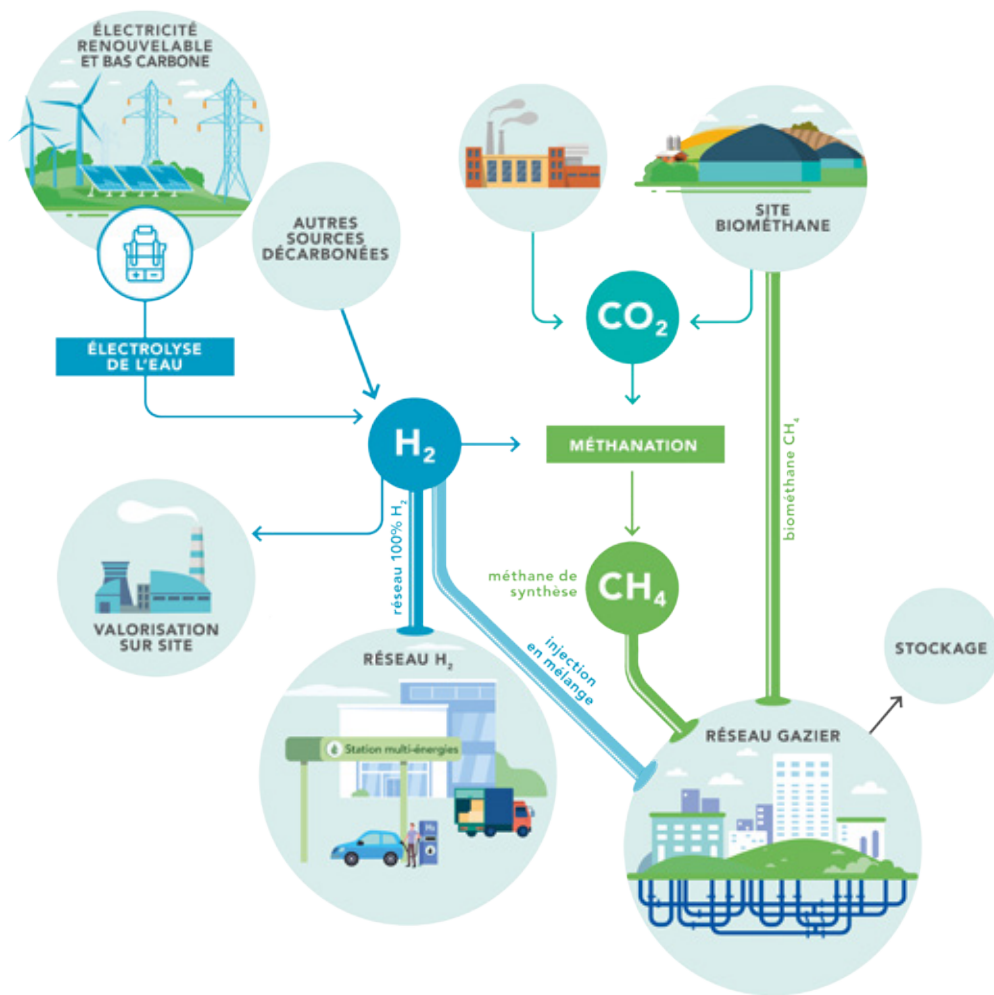 ÉLECTRICITÉ
RENOUVELABLE
ET BAS CARBONE
AUTRES
SOURCES
DÉCARBONÉES
SITE
BIOMÉTHANE
+ −
ÉLECTROLYSE
DE L'EAU
CO₂
H₂
MÉTHANATION
biométhane CH₄
réseau 100% H₂
méthane de
synthèse
CH₄
VALORISATION
SUR SITE
injection
en mélange
STOCKAGE
RÉSEAU H₂
RÉSEAU GAZIER
Station multi-énergies
H₂